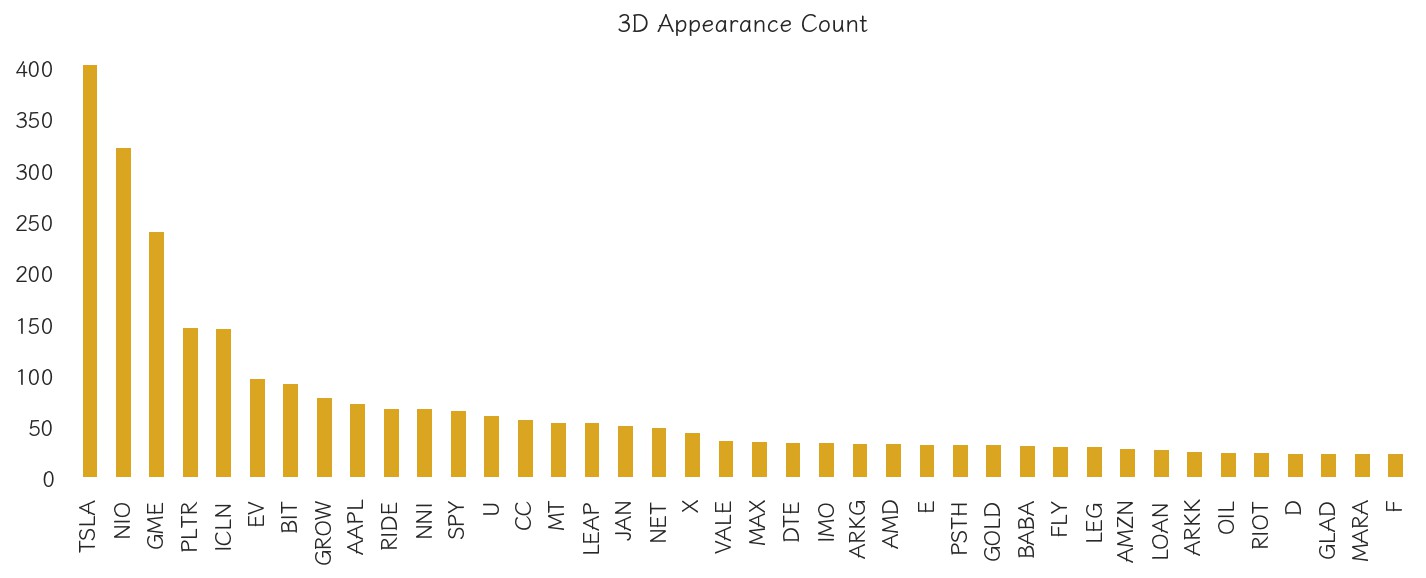 3D Appearance Count
400
350
300
250
200
150
100
50
0
TSLA
NIO
GME
PLTR
ICLN
EV
BIT
GROW
AAPL
RIDE
NNI
SPY
U
CC
MT
LEAP
JAN
NET
X
VALE
MAX
DTE
IMO
ARKG
AMD
E
PSTH
GOLD
BABA
FLY
LEG
AMZN
LOAN
ARKK
OIL
RIOT
D
GLAD
MARA
F